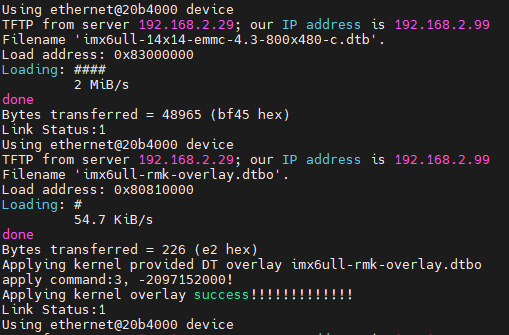 Using ethernet@20b4000 device
TFTP from server 192.168.2.29; our IP address is 192.168.2.99
Filename 'imx6ull-14x14-emmc-4.3-800x480-c.dtb'.
Load address: 0x83000000
Loading: ####
2 MiB/s
done
Bytes transferred = 48965 (bf45 hex)
Link Status:1
Using ethernet@20b4000 device
TFTP from server 192.168.2.29; our IP address is 192.168.2.99
Filename 'imx6ull-rmk-overlay.dtbo'.
Load address: 0x80810000
Loading: #
54.7 KiB/s
done
Bytes transferred = 226 (e2 hex)
Applying kernel provided DT overlay imx6ull-rmk-overlay.dtbo
apply command:3, -2097152000!
Applying kernel overlay success!!!!!!!!!!!!!
Link Status:1
Using ethernet@20b4000 device